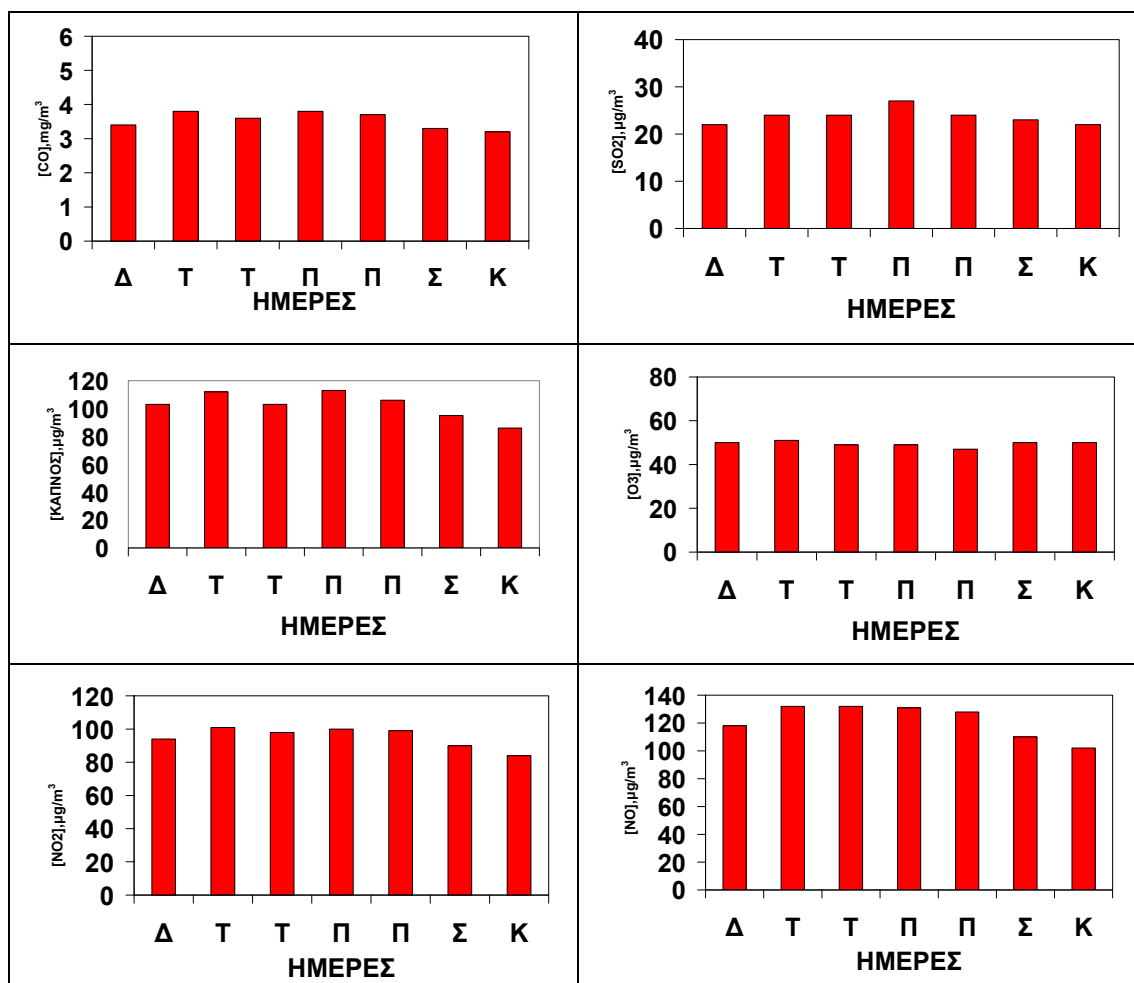 [CO],mg/m³
6
5
4
3
2
1
0
Δ Τ Τ Π Π Σ Κ
ΗΜΕΡΕΣ
[SO2],µg/m³
40
30
20
10
0
Δ Τ Τ Π Π Σ Κ
ΗΜΕΡΕΣ
[ΚΑΠΝΟΣ],µg/m³
120
100
80
60
40
20
0
Δ Τ Τ Π Π Σ Κ
ΗΜΕΡΕΣ
[O3],µg/m³
80
60
40
20
0
Δ Τ Τ Π Π Σ Κ
ΗΜΕΡΕΣ
[NO2],µg/m³
120
100
80
60
40
20
0
Δ Τ Τ Π Π Σ Κ
ΗΜΕΡΕΣ
[NO],µg/m³
140
120
100
80
60
40
20
0
Δ Τ Τ Π Π Σ Κ
ΗΜΕΡΕΣ